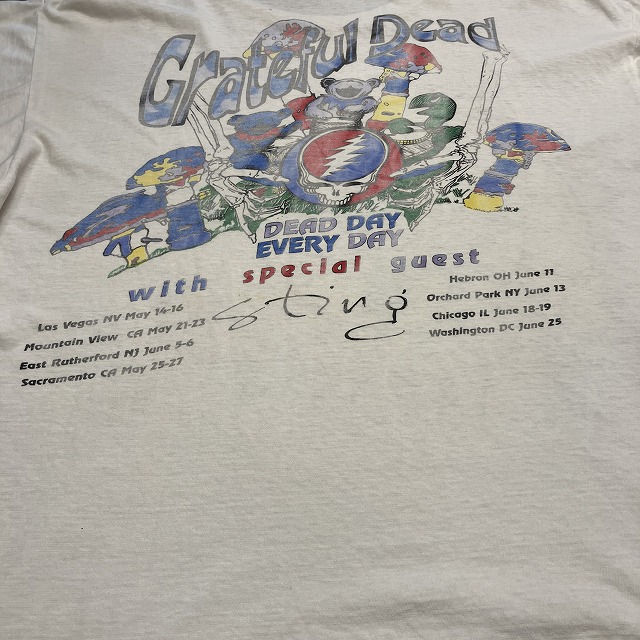 Grateful Dead
DEAD DAY
EVERY DAY
with special guest
Sting
Las Vegas NV May 14-16
Mountain View CA May 21-23
East Rutherford NJ June 5-6
Sacramento CA May 25-27
Hebron OH June 11
Orchard Park NY June 13
Chicago IL June 18-19
Washington DC June 25